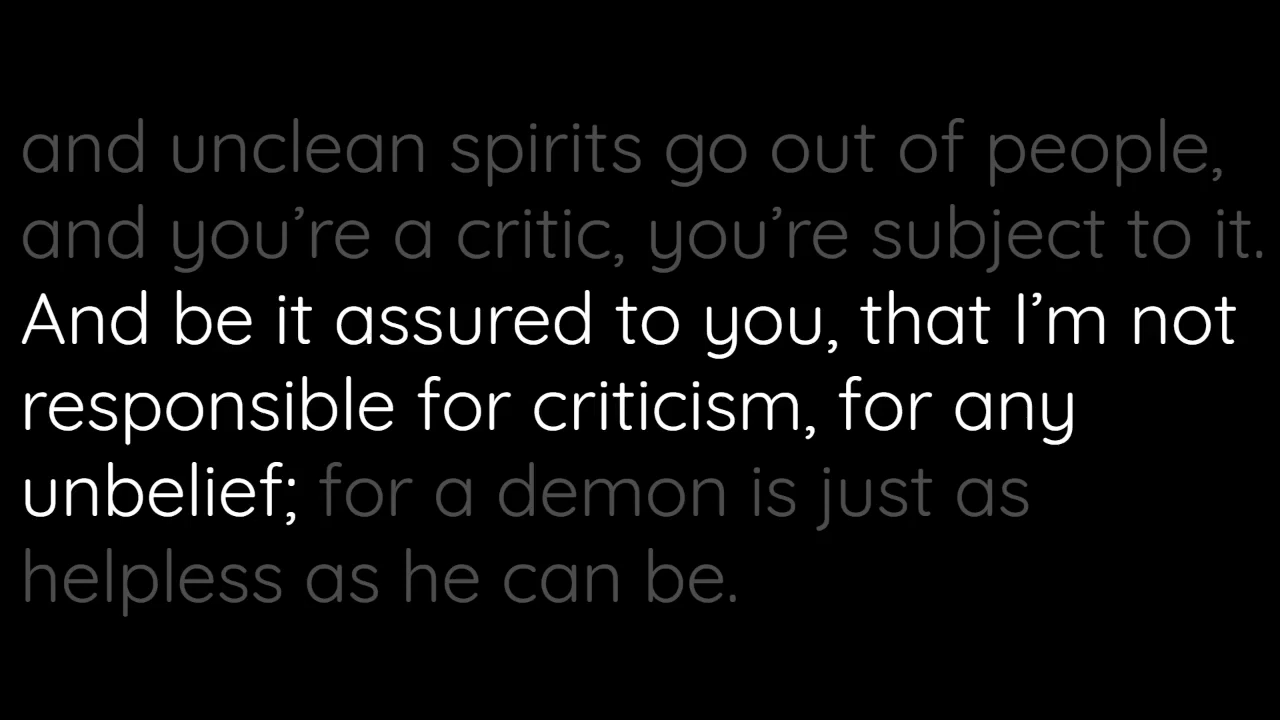 and unclean spirits go out of people,
and you’re a critic, you’re subject to it.
And be it assured to you, that I’m not
responsible for criticism, for any
unbelief; for a demon is just as
helpless as he can be.